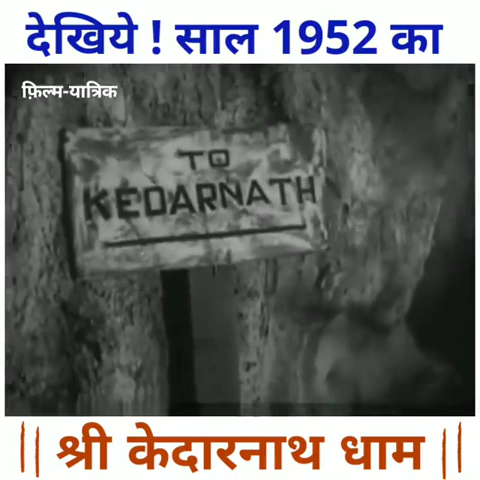 देखिये ! साल 1952 का
फ़िल्म-यात्रिक
TO
KEDARNATH
|| श्री केदारनाथ धाम ||